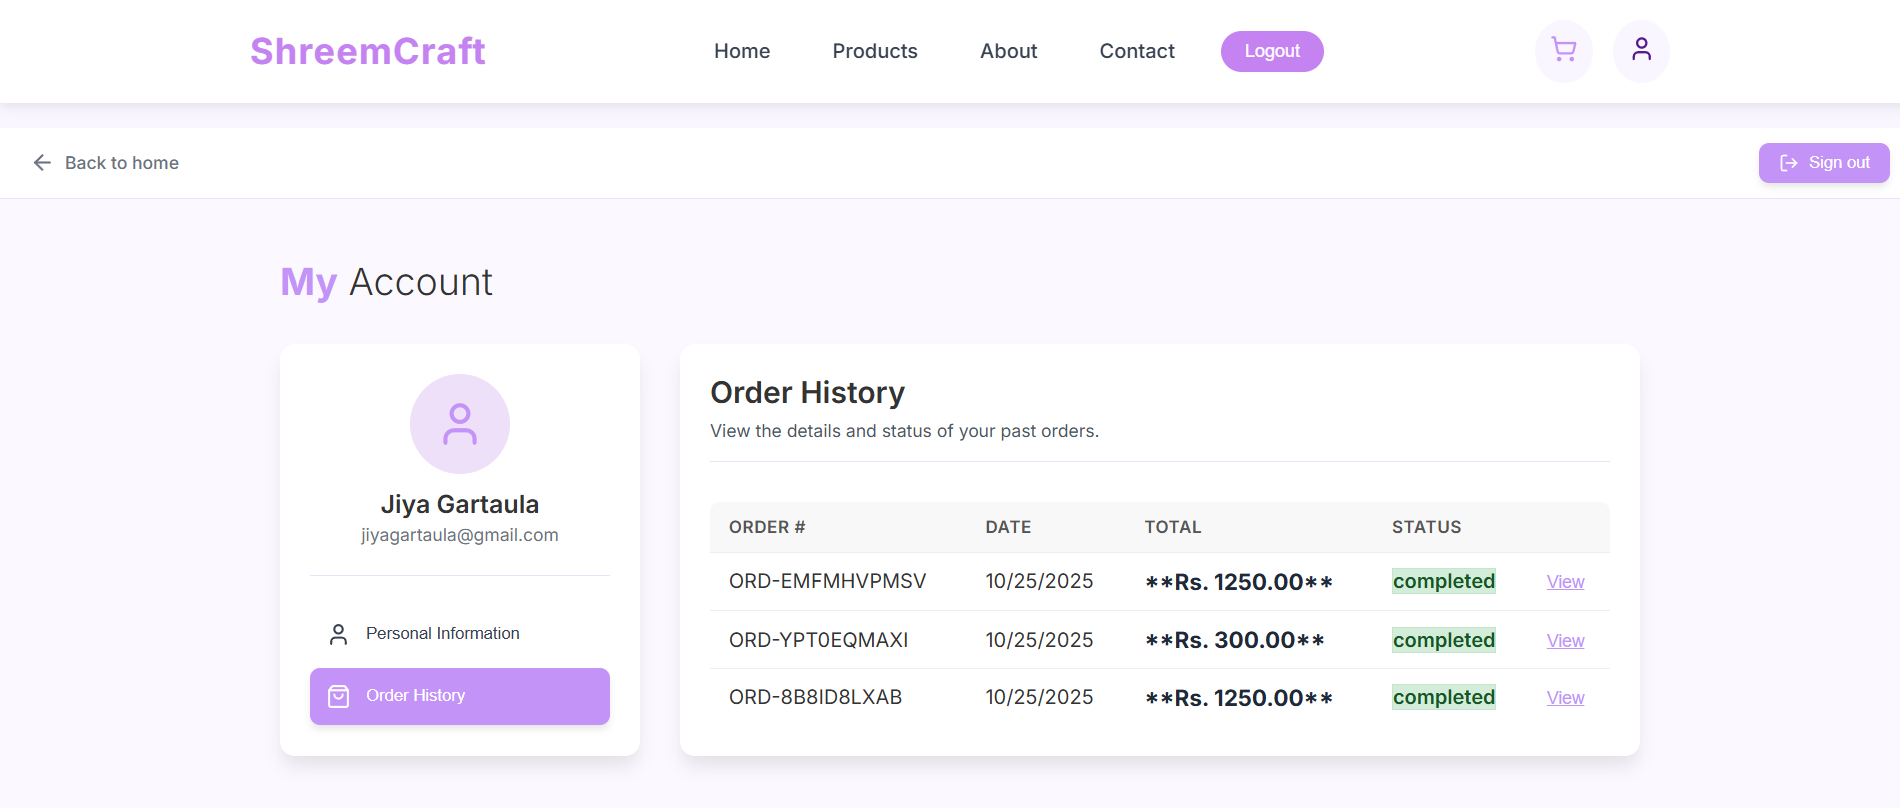 ShreemCraft Home Products About Contact Logout
Back to home Sign out
My Account
Jiya Gartaula
jiyagartaula@gmail.com
Personal Information
Order History
Order History
View the details and status of your past orders.
ORDER # DATE TOTAL STATUS
ORD-EMFMHVPMSV 10/25/2025 **Rs. 1250.00** completed View
ORD-YPT0EQMAXI 10/25/2025 **Rs. 300.00** completed View
ORD-8B8ID8LXAB 10/25/2025 **Rs. 1250.00** completed View